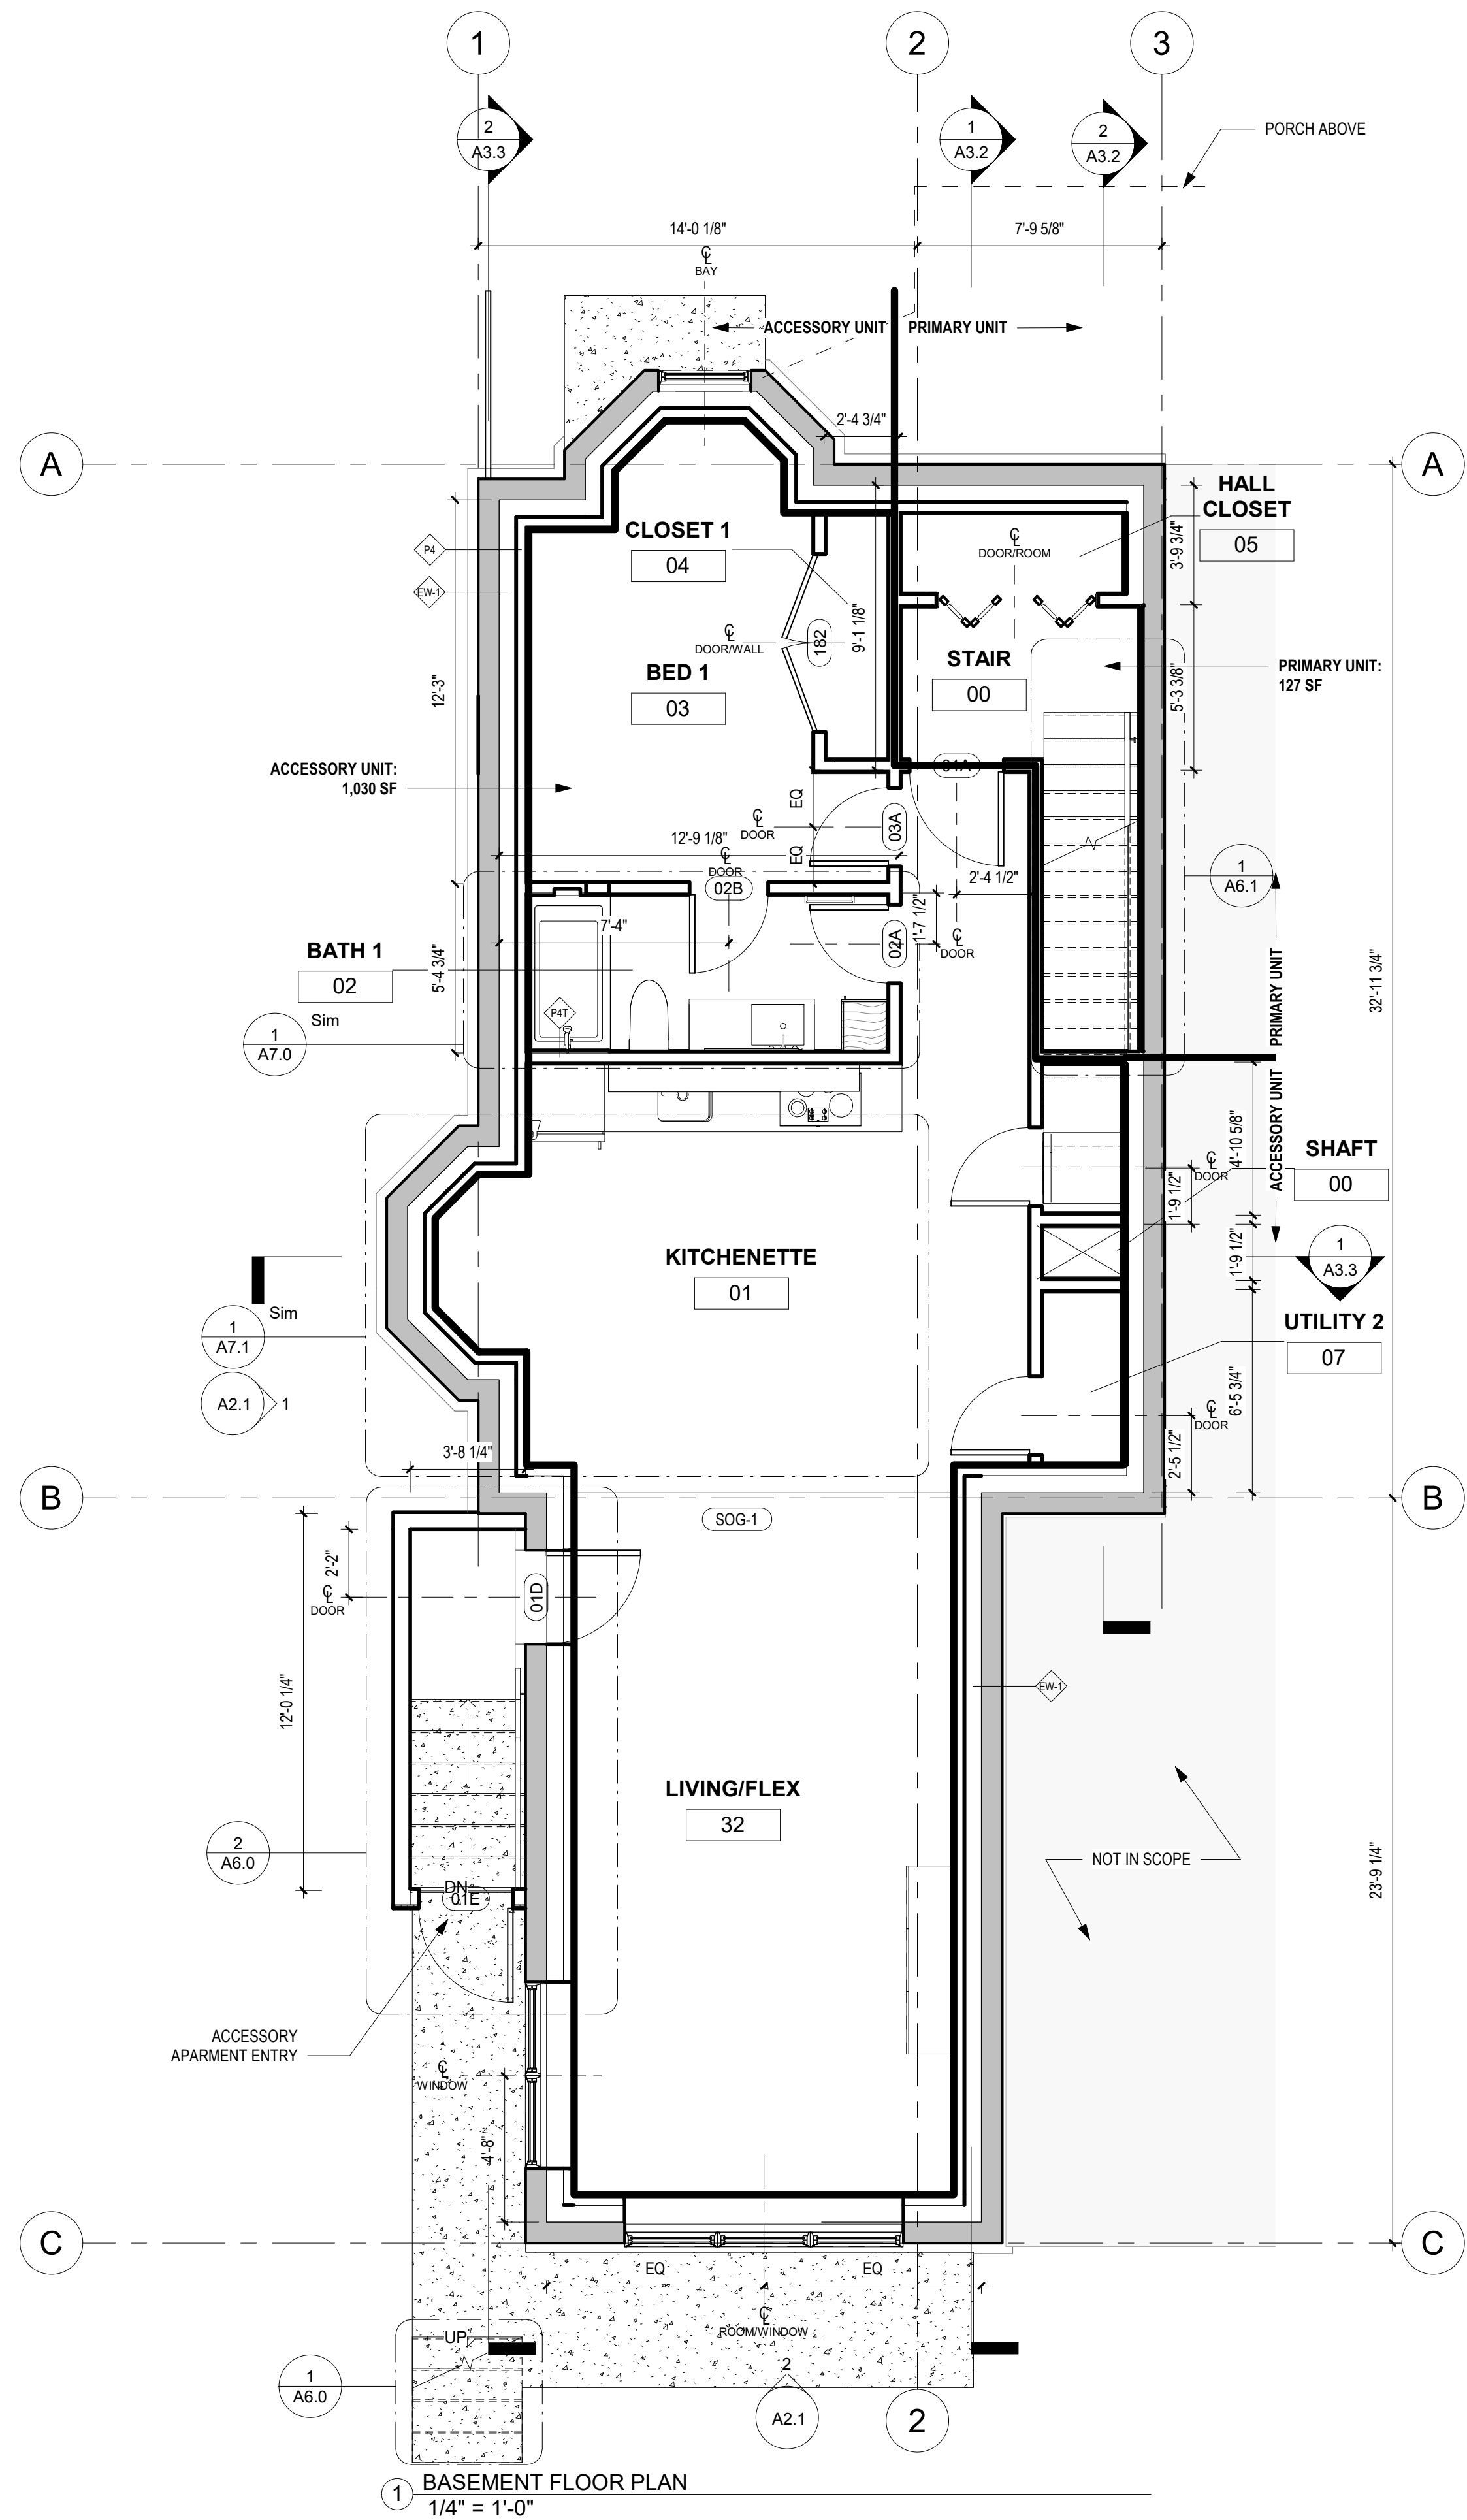 1
2
3
2
A3.3
1
A3.2
2
A3.2
PORCH ABOVE
14'-0 1/8"
7'-9 5/8"
CL
BAY
ACCESSORY UNIT
PRIMARY UNIT
2'-4 3/4"
A
A
HALL
CLOSET
05
CLOSET 1
04
CL
DOOR/ROOM
3'-9 3/4"
P4
EW-1
182
9'-1 1/8"
CL
DOOR/WALL
BED 1
03
STAIR
00
PRIMARY UNIT:
127 SF
5'-3 3/8"
12'-3"
ACCESSORY UNIT:
1,030 SF
01A
EQ
CL
DOOR
03A
EQ
12'-9 1/8"
CL
DOOR
02B
2'-4 1/2"
1
A6.1
7'-4"
1'-7 1/2"
02A
CL
DOOR
BATH 1
02
5'-4 3/4"
PRIMARY UNIT
32'-11 3/4"
P4T
Sim
1
A7.0
ACCESSORY UNIT
4'-10 5/8"
SHAFT
00
CL
DOOR
1'-9 1/2"
1'-9 1/2"
KITCHENETTE
01
1
A3.3
Sim
1
A7.1
UTILITY 2
07
A2.1
1
6'-5 3/4"
CL
DOOR
2'-5 1/2"
3'-8 1/4"
B
B
SOG-1
2'-2"
CL
DOOR
01D
12'-0 1/4"
EW-1
LIVING/FLEX
32
2
A6.0
NOT IN SCOPE
23'-9 1/4"
DN
01E
ACCESSORY
APARMENT ENTRY
CL
WINDOW
4'-8"
C
C
EQ
EQ
CL
ROOM/WINDOW
UP
1
A6.0
2
A2.1
2
1
BASEMENT FLOOR PLAN
1/4" = 1'-0"